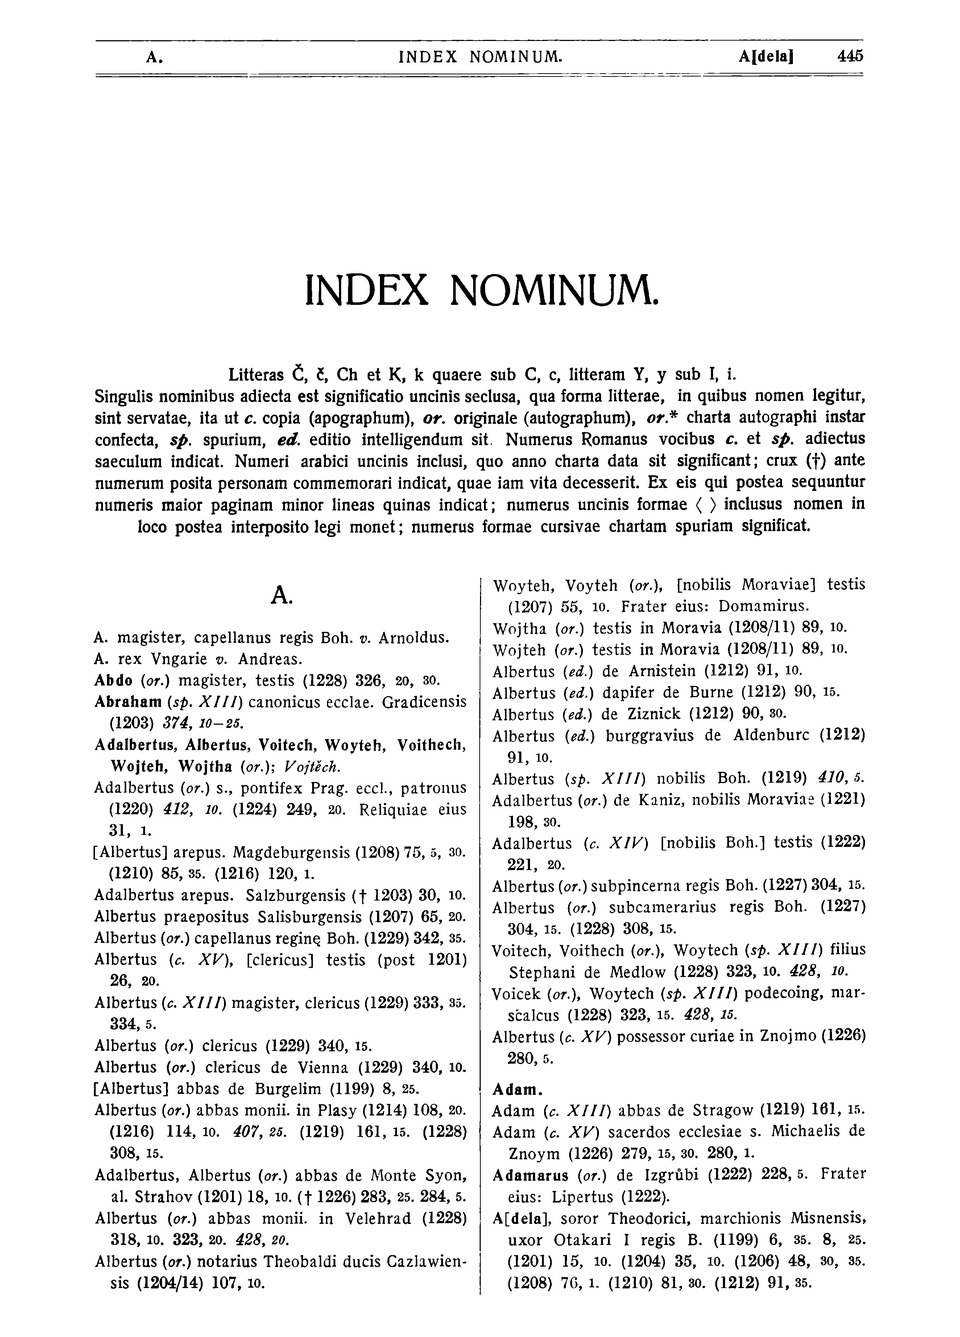 A. INDEX NOMINUM. A[dela] 445
INDEX NOMINUM.
Litteras Č, č, Ch et K, k quaere sub C, c, litteram Y, y sub I, i.
Singulis nominibus adiecta est significatio uncinis seclusa, qua forma litterae, in quibus nomen legitur,
sint servatae, ita ut c. copia (apographum), or. originale (autographum), or.* charta autographi instar
confecta, sp. spurium, ed. editio intelligendum sit. Numerus Romanus vocibus c. et sp. adiectus
saeculum indicat. Numeri arabici uncinis inclusi, quo anno charta data sit significant; crux (†) ante
numerum posita personam commemorari indicat, quae iam vita decesserit. Ex eis qui postea sequuntur
numeris maior paginam minor lineas quinas indicat; numerus uncinis formae ⟨ ⟩ inclusus nomen in
loco postea interposito legi monet; numerus formae cursivae chartam spuriam significat.
A.
A. magister, capellanus regis Boh. v. Arnoldus.
A. rex Vngarie v. Andreas.
Abdo (or.) magister, testis (1228) 326, 20, 30.
Abraham (sp. XIII) canonicus ecclae. Gradicensis
(1203) 374, 10–25.
Adalbertus, Albertus, Voitech, Woyteh, Voithech,
Wojteh, Wojtha (or.); Vojtěch.
Adalbertus (or.) s., pontifex Prag. eccl., patronus
(1220) 412, 10. (1224) 249, 20. Reliquiae eius
31, 1.
[Albertus] arepus. Magdeburgensis (1208) 75, 5, 30.
(1210) 85, 35. (1216) 120, 1.
Adalbertus arepus. Salzburgensis († 1203) 30, 10.
Albertus praepositus Salisburgensis (1207) 65, 20.
Albertus (or.) capellanus reginę Boh. (1229) 342, 35.
Albertus (c. XV), [clericus] testis (post 1201)
26, 20.
Albertus (c. XIII) magister, clericus (1229) 333, 35.
334, 5.
Albertus (or.) clericus (1229) 340, 15.
Albertus (or.) clericus de Vienna (1229) 340, 10.
[Albertus] abbas de Burgelim (1199) 8, 25.
Albertus (or.) abbas monii. in Plasy (1214) 108, 20.
(1216) 114, 10. 407, 25. (1219) 161, 15. (1228)
308, 15.
Adalbertus, Albertus (or.) abbas de Monte Syon,
al. Strahov (1201) 18, 10. († 1226) 283, 25. 284, 5.
Albertus (or.) abbas monii. in Velehrad (1228)
318, 10. 323, 20. 428, 20.
Albertus (or.) notarius Theobaldi ducis Cazlawien-
sis (1204/14) 107, 10.
Woyteh, Voyteh (or.), [nobilis Moraviae] testis
(1207) 55, 10. Frater eius: Domamirus.
Wojtha (or.) testis in Moravia (1208/11) 89, 10.
Wojteh (or.) testis in Moravia (1208/11) 89, 10.
Albertus (ed.) de Arnistein (1212) 91, 10.
Albertus (ed.) dapifer de Burne (1212) 90, 15.
Albertus (ed.) de Ziznick (1212) 90, 30.
Albertus (ed.) burggravius de Aldenburc (1212)
91, 10.
Albertus (sp. XIII) nobilis Boh. (1219) 410, 5.
Adalbertus (or.) de Kaniz, nobilis Moraviae (1221)
198, 30.
Adalbertus (c. XIV) [nobilis Boh.] testis (1222)
221, 20.
Albertus (or.) subpincerna regis Boh. (1227) 304, 15.
Albertus (or.) subcamerarius regis Boh. (1227)
304, 15. (1228) 308, 15.
Voitech, Voithech (or.), Woytech (sp. XIII) filius
Stephani de Medlow (1228) 323, 10. 428, 10.
Voicek (or.), Woytech (sp. XIII) podecoing, mar-
scalcus (1228) 323, 15. 428, 15.
Albertus (c. XV) possessor curiae in Znojmo (1226)
280, 5.
Adam.
Adam (c. XIII) abbas de Stragow (1219) 161, 15.
Adam (c. XV) sacerdos ecclesiae s. Michaelis de
Znoym (1226) 279, 15, 30. 280, 1.
Adamarus (or.) de Izgrůbi (1222) 228, 5. Frater
eius: Lipertus (1222).
A[dela], soror Theodorici, marchionis Misnensis,
uxor Otakari I regis B. (1199) 6, 35. 8, 25.
(1201) 15, 10. (1204) 35, 10. (1206) 48, 30, 35.
(1208) 76, 1. (1210) 81, 30. (1212) 91, 35.